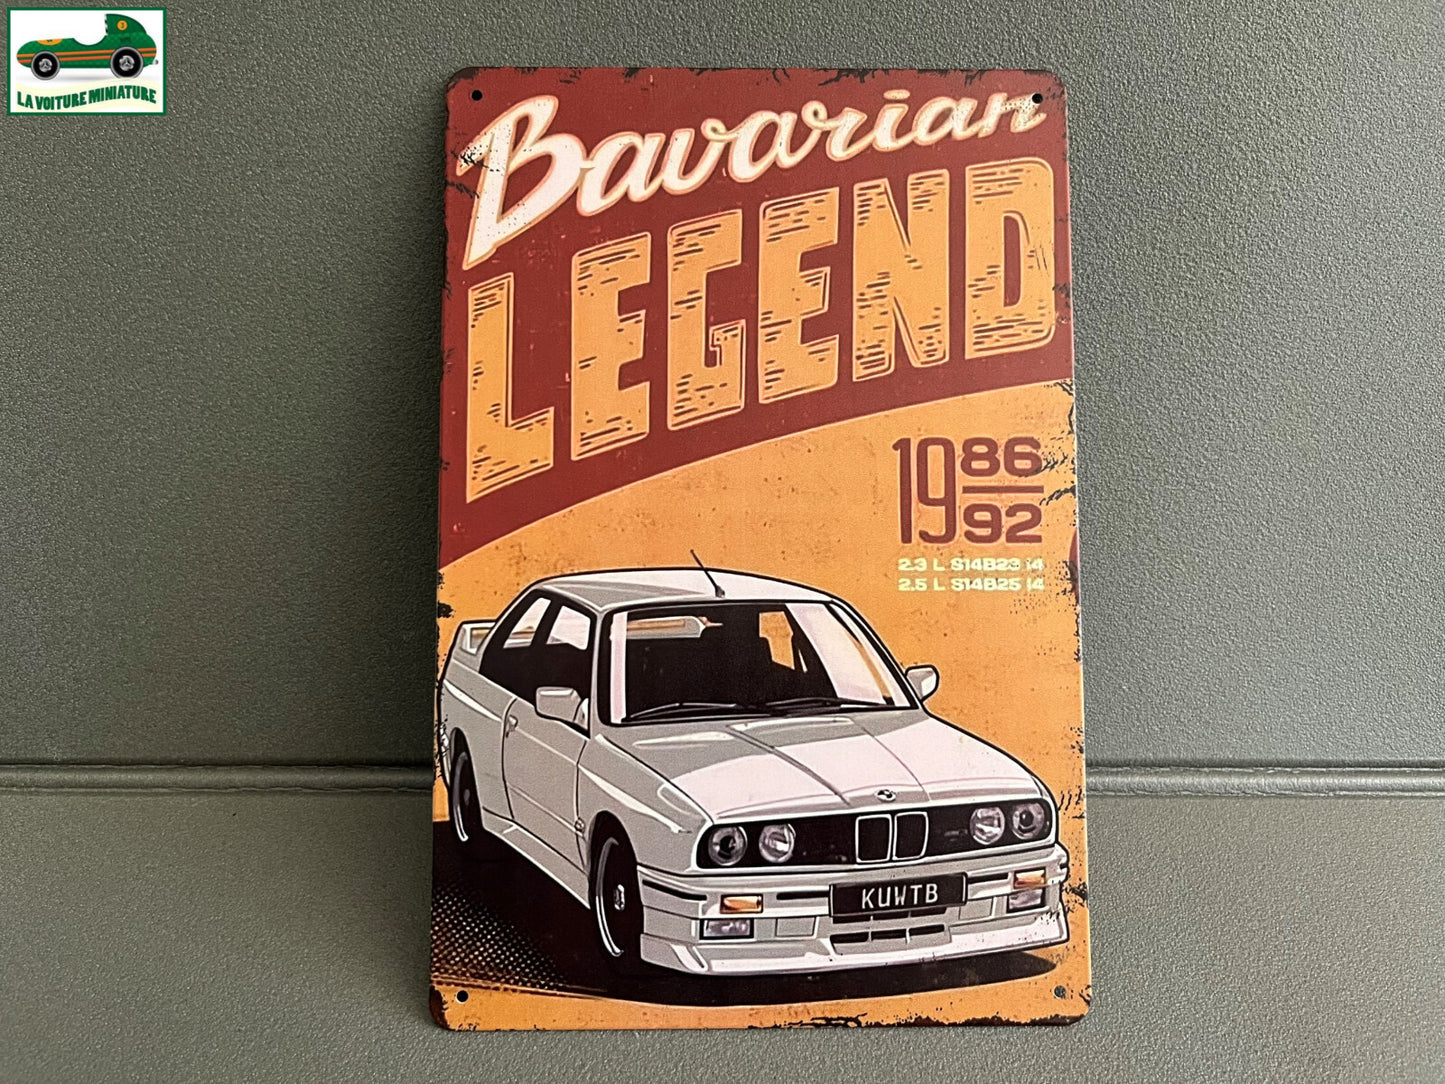 LA VOITURE MINIATURE
Bavarian
LEGEND
1986
92
2.3 L S14B23 i4
2.5 L S14B25 i4
KUWTB